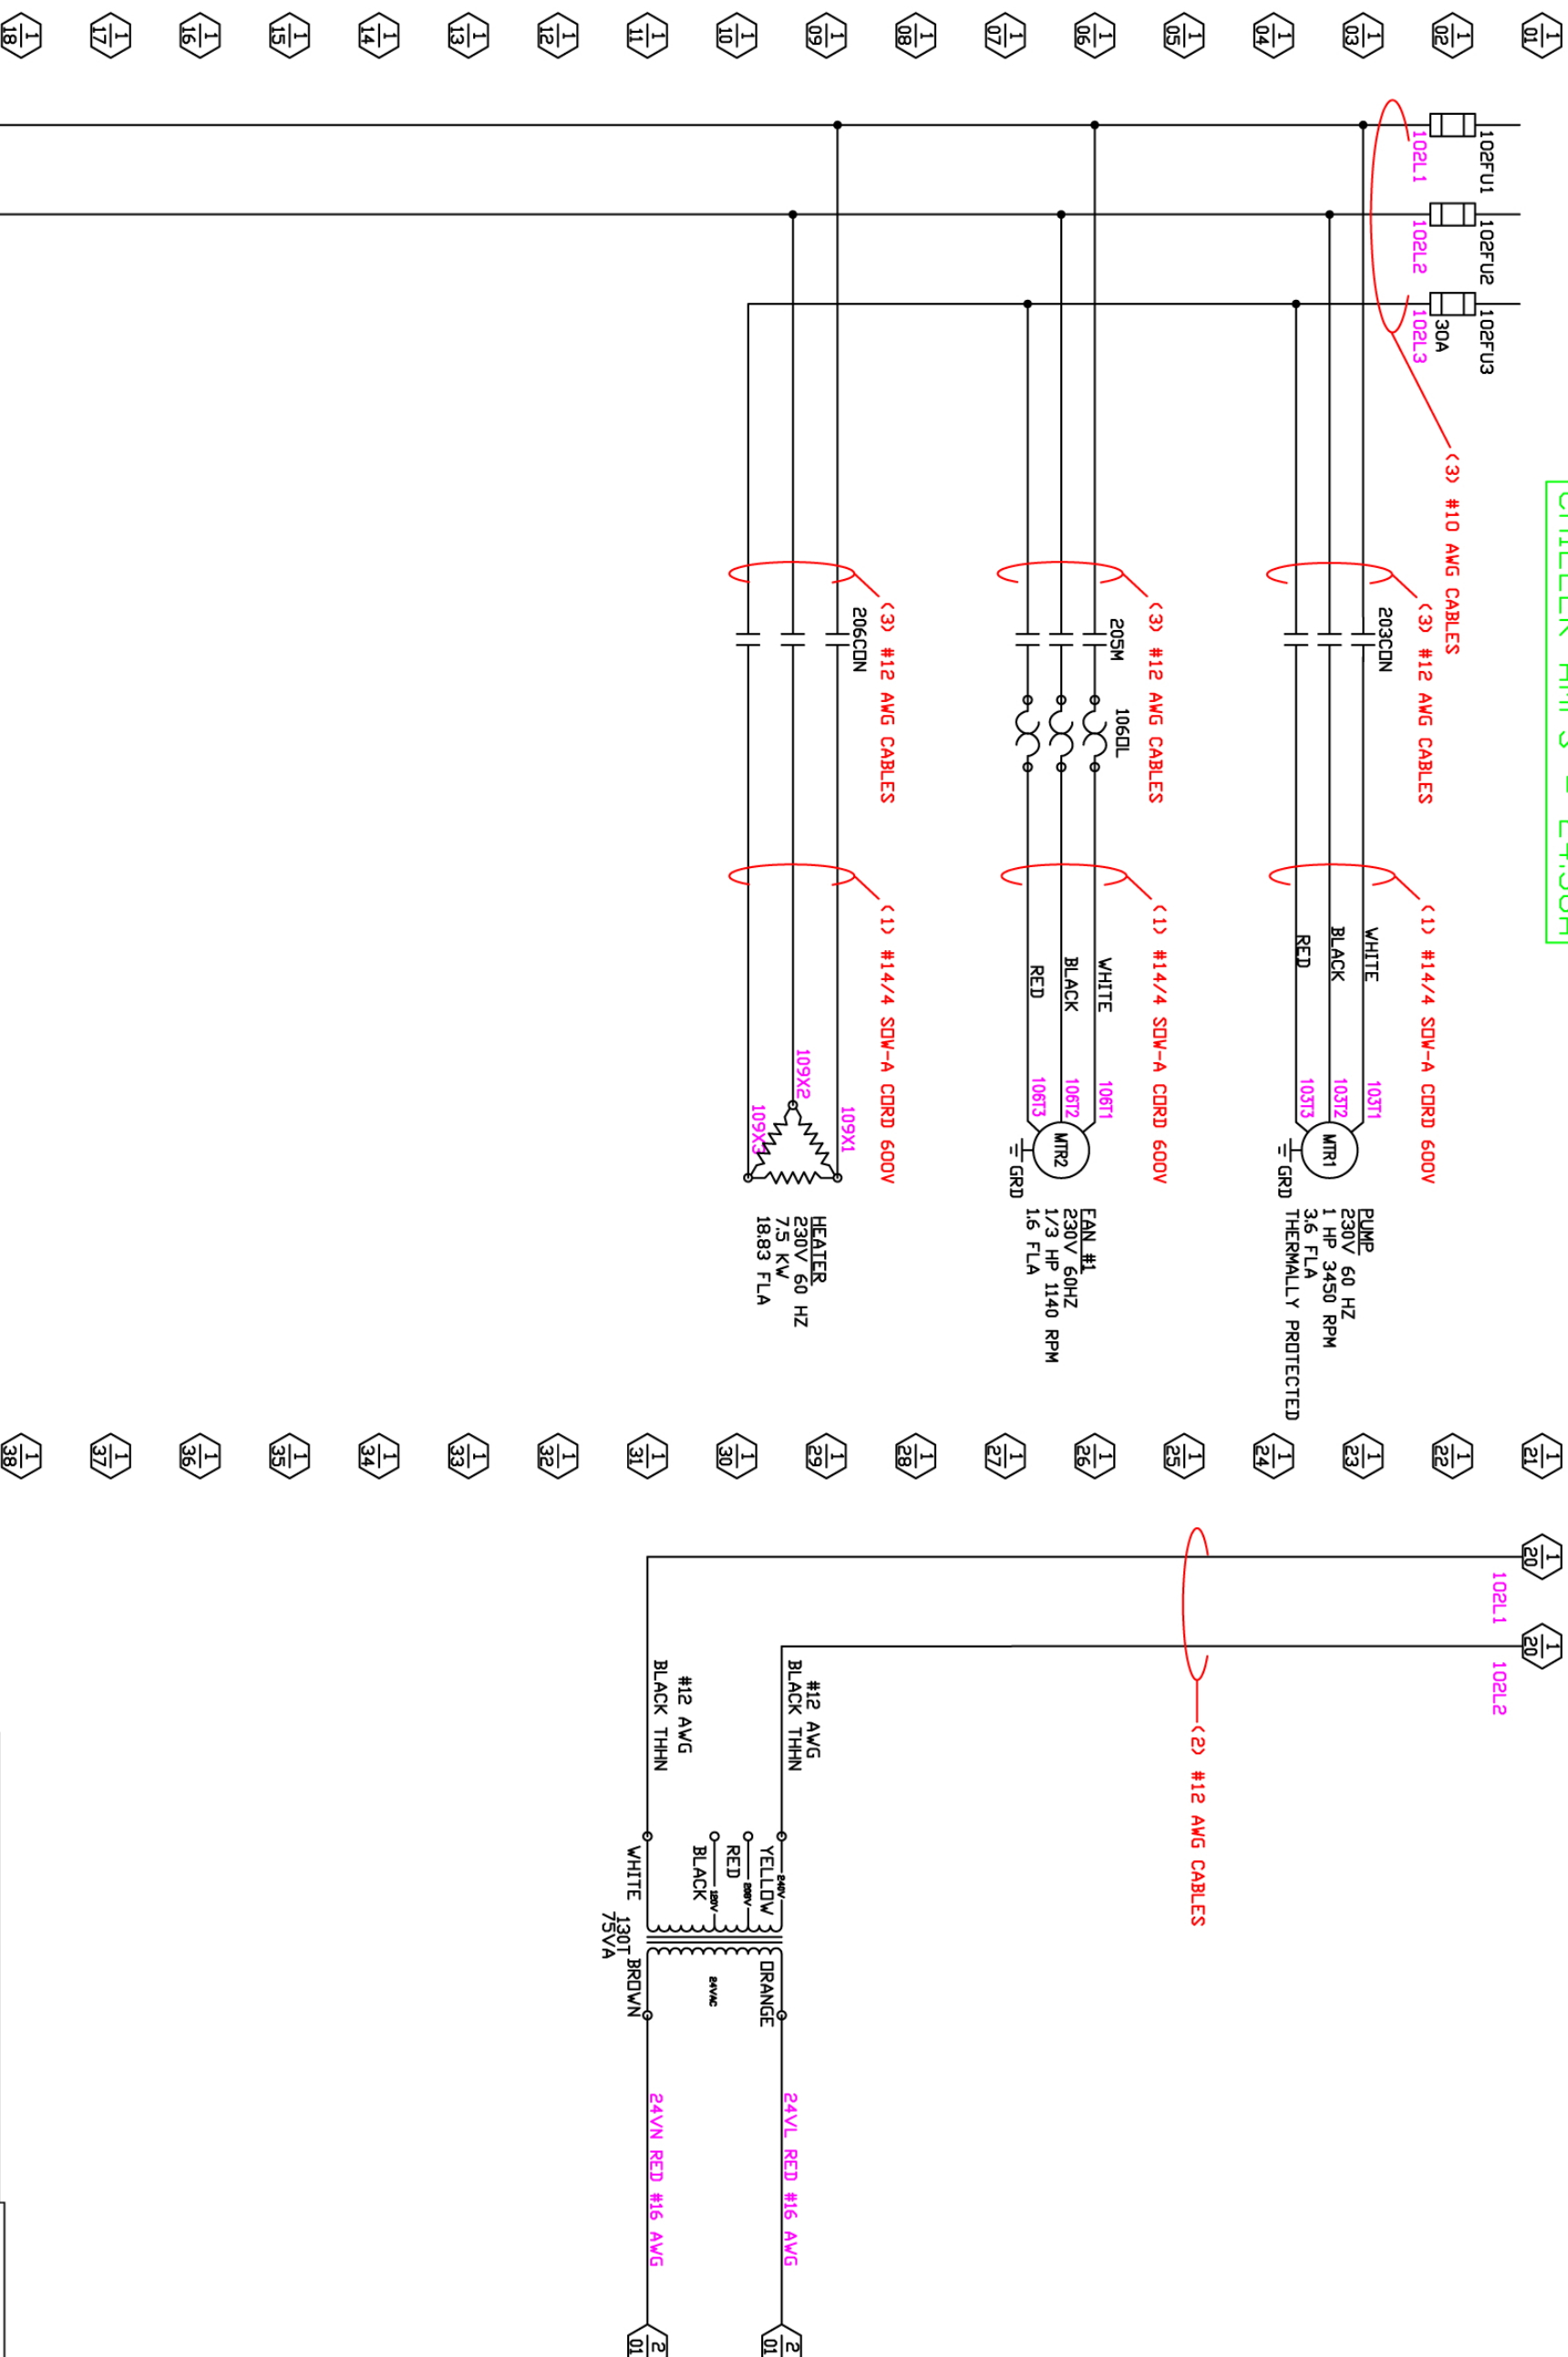 1
01
1
02
1
03
1
04
1
05
1
06
1
07
1
08
1
09
1
10
1
11
1
12
1
13
1
14
1
15
1
16
1
17
1
18
102FU1
102FU2
102FU3
30A
102L1
102L2
102L3
(3) #10 AWG CABLES
(3) #12 AWG CABLES
203CON
(1) #14/4 SOW-A CORD 600V
WHITE
BLACK
RED
103T1
103T2
103T3
MTR1
GRD
PUMP
230V 60 HZ
1 HP 3450 RPM
3.6 FLA
THERMALLY PROTECTED
(3) #12 AWG CABLES
205M
106OL
(1) #14/4 SOW-A CORD 600V
WHITE
BLACK
RED
106T1
106T2
106T3
MTR2
GRD
FAN #1
230V 60HZ
1/3 HP 1140 RPM
1.6 FLA
(3) #12 AWG CABLES
206CON
(1) #14/4 SOW-A CORD 600V
109X1
109X2
109X3
HEATER
230V 60 HZ
7.5 KW
18.83 FLA
1
21
1
22
1
23
1
24
1
25
1
26
1
27
1
28
1
29
1
30
1
31
1
32
1
33
1
34
1
35
1
36
1
37
1
38
1
20
1
20
102L1
102L2
(2) #12 AWG CABLES
#12 AWG
BLACK THHN
#12 AWG
BLACK THHN
240V
YELLOW
208V
RED
120V
BLACK
WHITE
130T
75VA
ORANGE
24VAC
BROWN
24VL RED #16 AWG
24VN RED #16 AWG
2
01
2
01